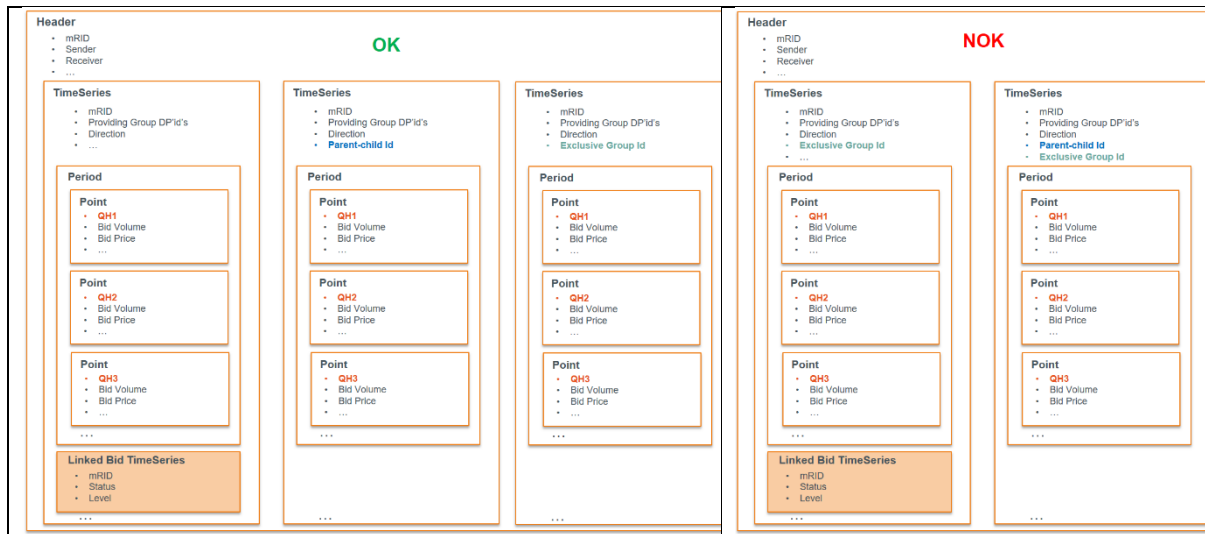 Header
• mRID
• Sender
• Receiver
• ...
OK
TimeSeries
• mRID
• Providing Group DP'id's
• Direction
• ...
Period
Point
• QH1
• Bid Volume
• Bid Price
• ...
Point
• QH2
• Bid Volume
• Bid Price
• ...
Point
• QH3
• Bid Volume
• Bid Price
• ...
...
Linked Bid TimeSeries
• mRID
• Status
• Level
...
TimeSeries
• mRID
• Providing Group DP'id's
• Direction
• Parent-child Id
Period
Point
• QH1
• Bid Volume
• Bid Price
• ...
Point
• QH2
• Bid Volume
• Bid Price
• ...
Point
• QH3
• Bid Volume
• Bid Price
• ...
...
...
TimeSeries
• mRID
• Providing Group DP'id's
• Direction
• Exclusive Group Id
Period
Point
• QH1
• Bid Volume
• Bid Price
• ...
Point
• QH2
• Bid Volume
• Bid Price
• ...
Point
• QH3
• Bid Volume
• Bid Price
• ...
...
...
Header
• mRID
• Sender
• Receiver
• ...
NOK
TimeSeries
• mRID
• Providing Group DP'id's
• Direction
• Exclusive Group Id
• ...
Period
Point
• QH1
• Bid Volume
• Bid Price
• ...
Point
• QH2
• Bid Volume
• Bid Price
• ...
Point
• QH3
• Bid Volume
• Bid Price
• ...
...
Linked Bid TimeSeries
• mRID
• Status
• Level
...
TimeSeries
• mRID
• Providing Group DP'id's
• Direction
• Parent-child Id
• Exclusive Group Id
Period
Point
• QH1
• Bid Volume
• Bid Price
• ...
Point
• QH2
• Bid Volume
• Bid Price
• ...
Point
• QH3
• Bid Volume
• Bid Price
• ...
...
...